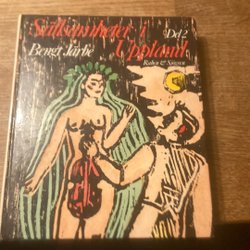 Sällsamheter i
Uppland Del 2
Bengt Järbe
Rabén & Sjögren